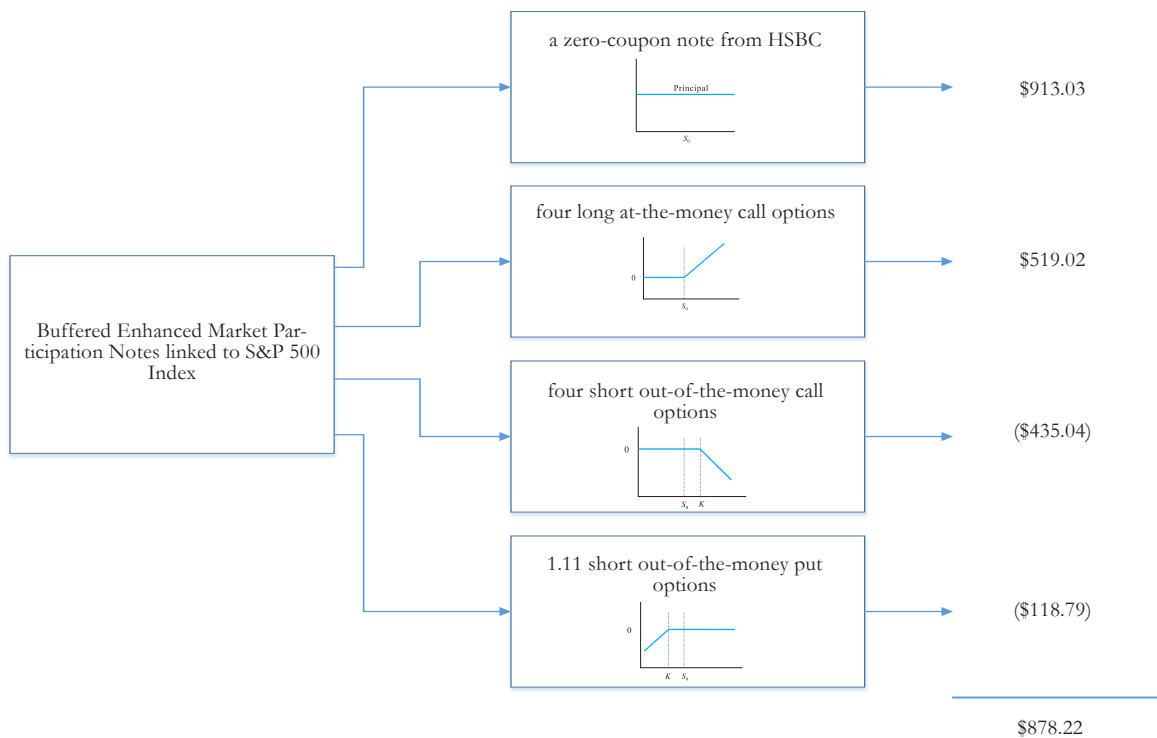 a zero-coupon note from HSBC
Principal
S₀
$913.03
four long at-the-money call options
0
S₀
$519.02
Buffered Enhanced Market Par-
ticipation Notes linked to S&P 500
Index
four short out-of-the-money call
options
0
S₀ K
($435.04)
1.11 short out-of-the-money put
options
0
K S₀
($118.79)
$878.22